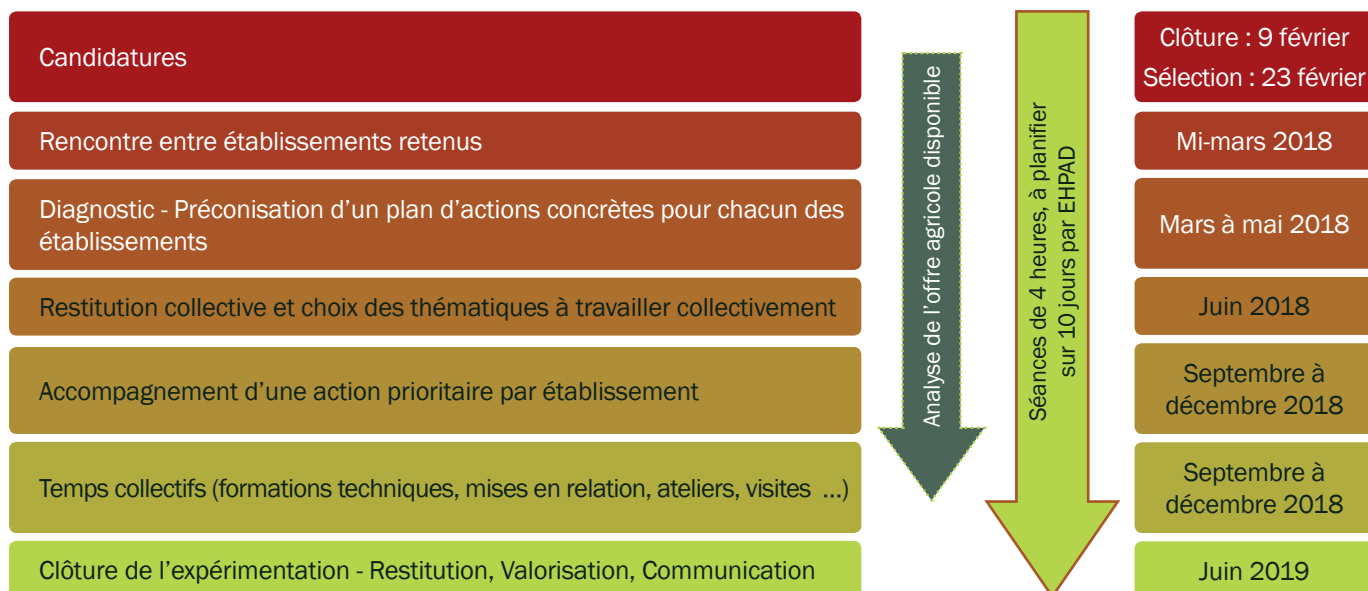 Candidatures
Clôture : 9 février
Sélection : 23 février
Rencontre entre établissements retenus
Mi-mars 2018
Diagnostic - Préconisation d'un plan d'actions concrètes pour chacun des
établissements
Mars à mai 2018
Restitution collective et choix des thématiques à travailler collectivement
Juin 2018
Accompagnement d'une action prioritaire par établissement
Septembre à
décembre 2018
Temps collectifs (formations techniques, mises en relation, ateliers, visites ...)
Septembre à
décembre 2018
Clôture de l'expérimentation - Restitution, Valorisation, Communication
Juin 2019
Analyse de l'offre agricole disponible
Séances de 4 heures, à planifier
sur 10 jours par EHPAD